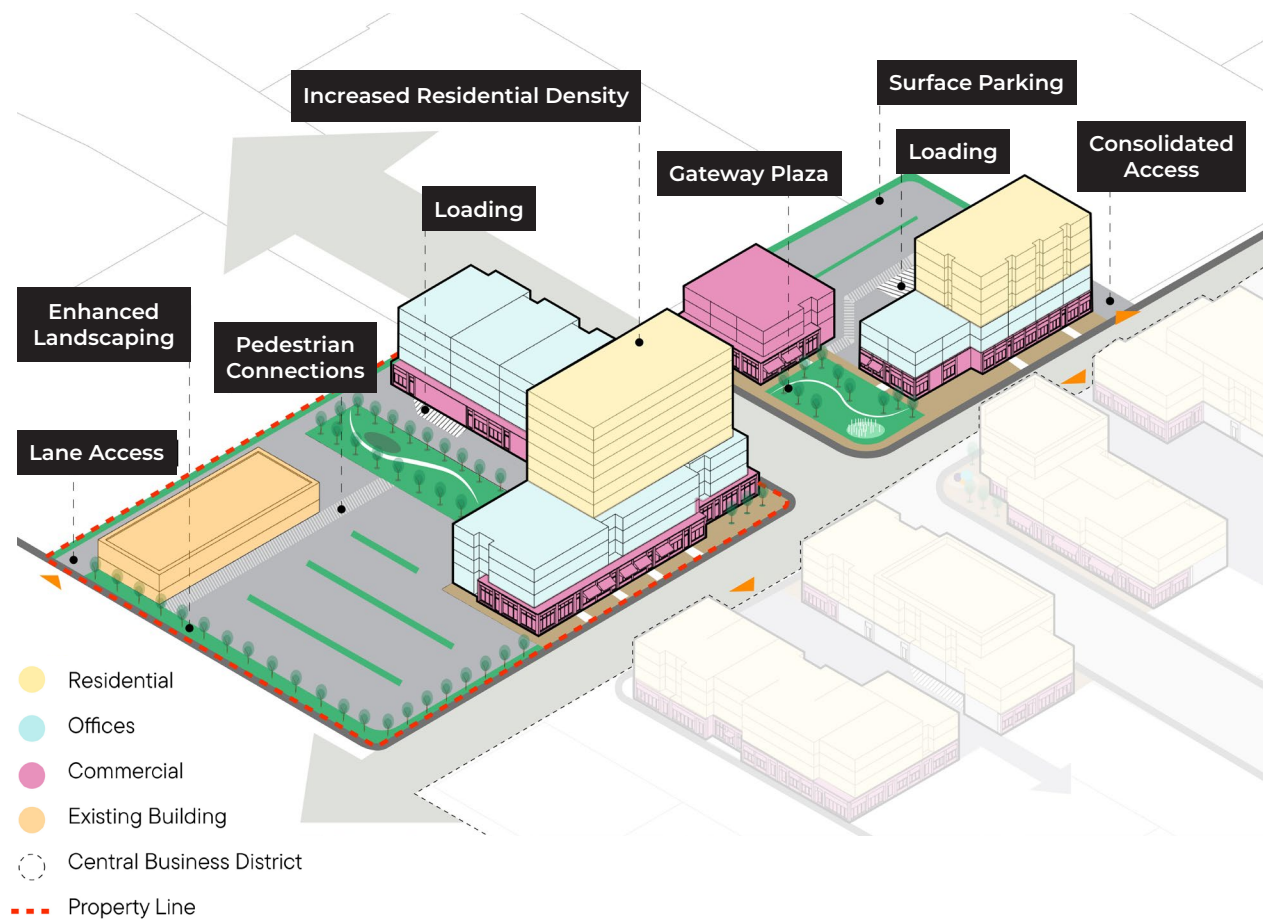 Increased Residential Density
Surface Parking
Loading
Consolidated
Access
Gateway Plaza
Loading
Enhanced
Landscaping
Pedestrian
Connections
Lane Access
Residential
Offices
Commercial
Existing Building
Central Business District
Property Line